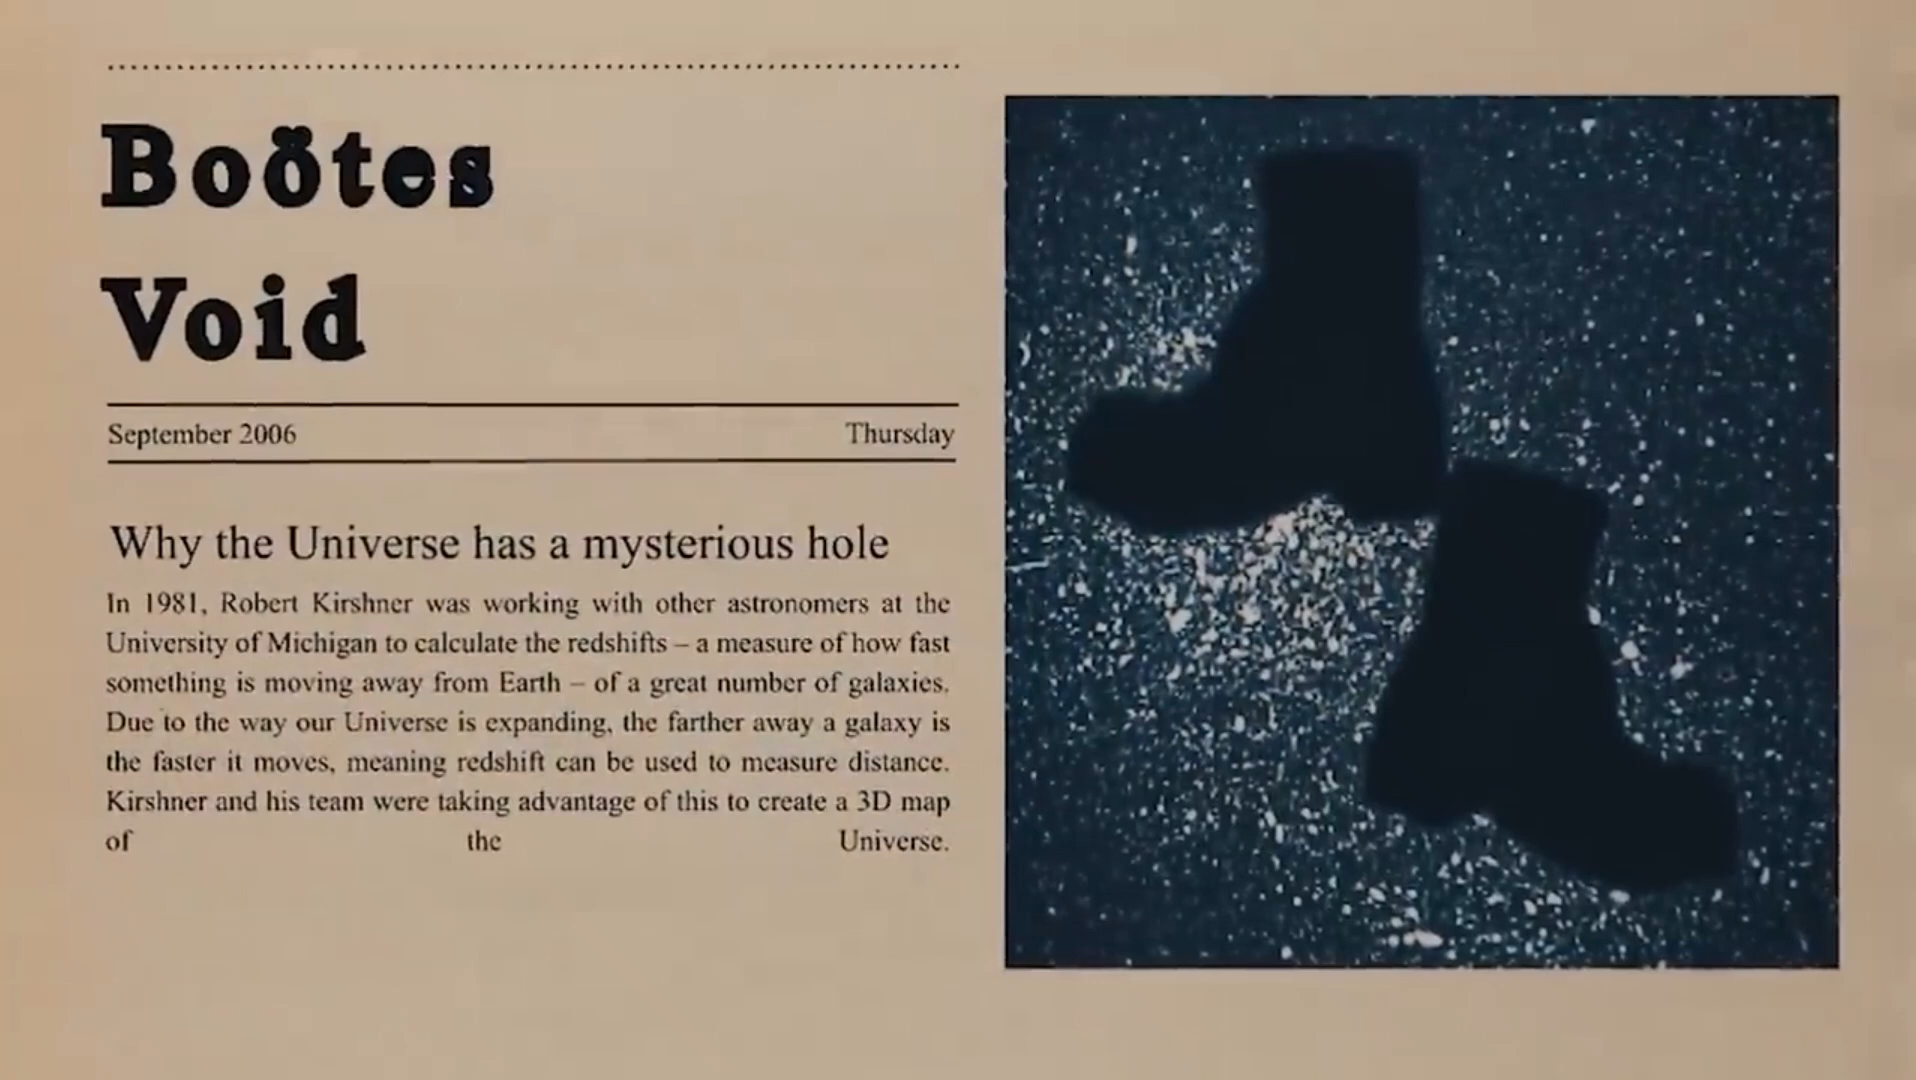 Boötes
Void
September 2006 Thursday
Why the Universe has a mysterious hole
In 1981, Robert Kirshner was working with other astronomers at the
University of Michigan to calculate the redshifts – a measure of how fast
something is moving away from Earth – of a great number of galaxies.
Due to the way our Universe is expanding, the farther away a galaxy is
the faster it moves, meaning redshift can be used to measure distance.
Kirshner and his team were taking advantage of this to create a 3D map
of the Universe.